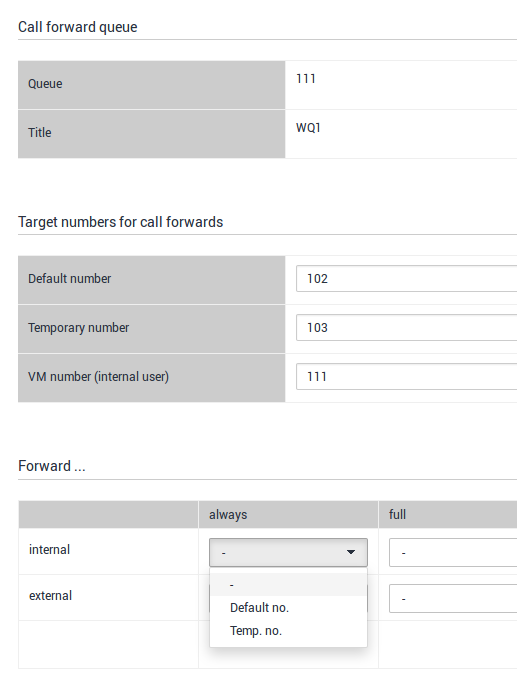 Call forward queue
Queue 111
Title WQ1
Target numbers for call forwards
Default number 102
Temporary number 103
VM number (internal user) 111
Forward ...
always full
internal - -
-
external -
Default no.
Temp. no.